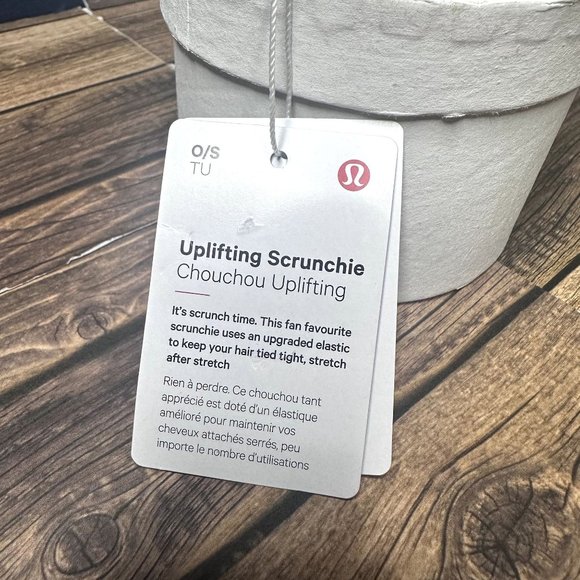 O/S
TU
Uplifting Scrunchie
Chouchou Uplifting
It's scrunch time. This fan favourite
scrunchie uses an upgraded elastic
to keep your hair tied tight, stretch
after stretch
Rien à perdre. Ce chouchou tant
apprécié est doté d'un élastique
amélioré pour maintenir vos
cheveux attachés serrés, peu
importe le nombre d'utilisations